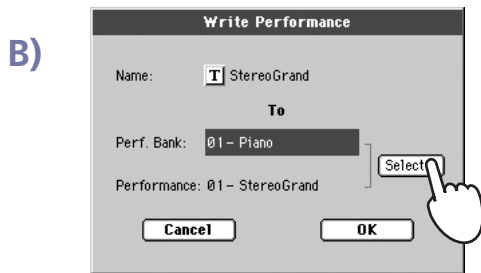 B)
Write Performance
Name: T StereoGrand
To
Perf. Bank: 01- Piano
Select
Performance: 01- StereoGrand
Cancel OK